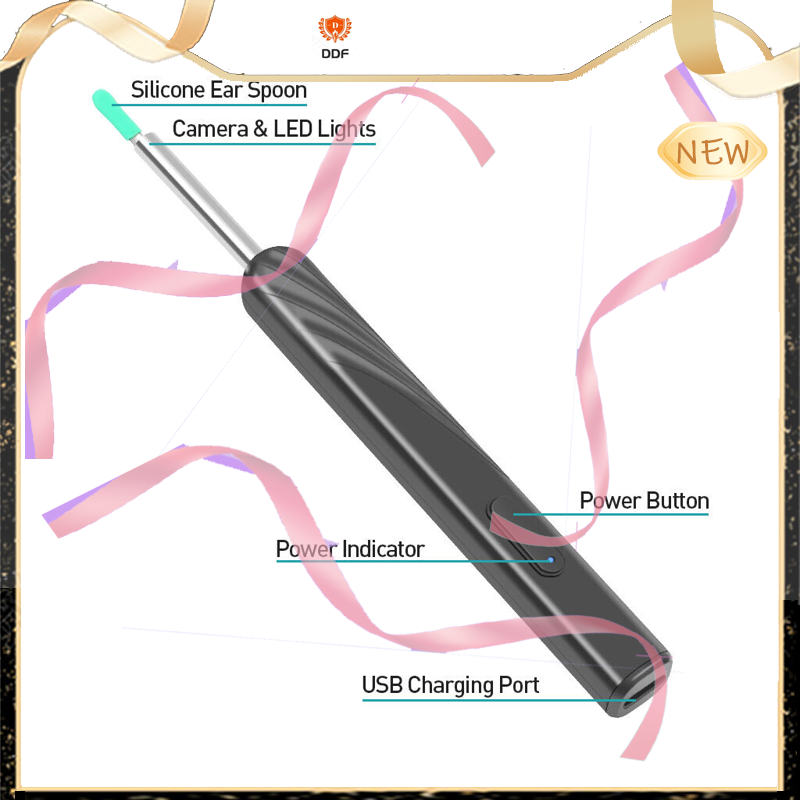 D
DDF
NEW
Silicone Ear Spoon
Camera & LED Lights
Power Button
Power Indicator
USB Charging Port